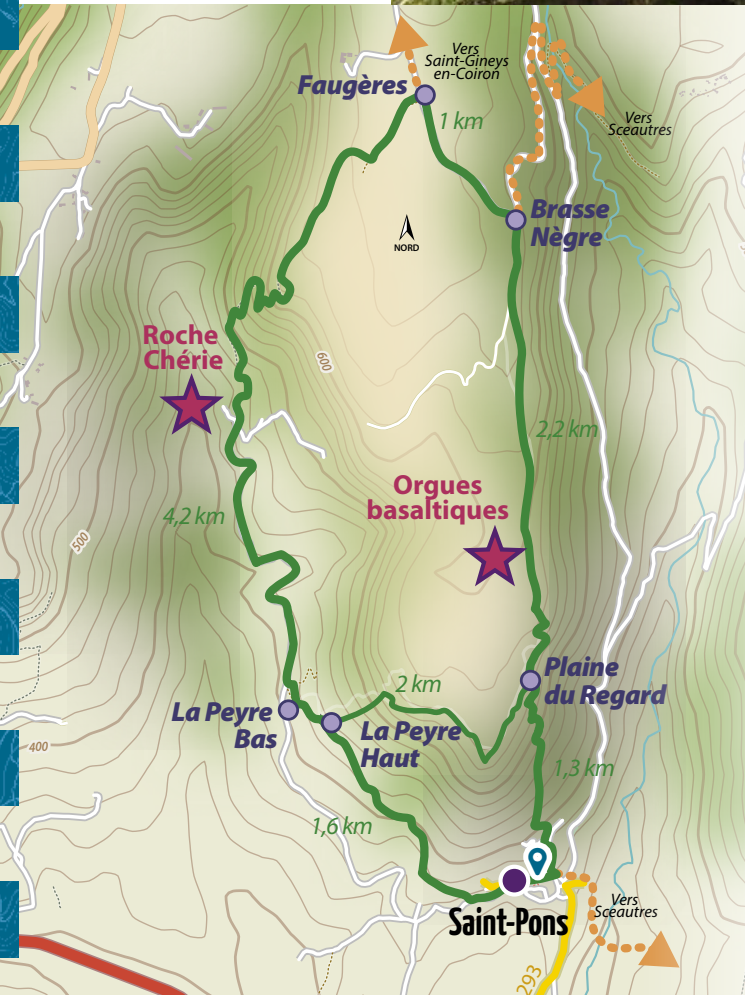 Vers
Saint-Gineys
en-Coiron
Faugères
1 km
Vers
Sceautres
Brasse
Nègre
NORD
Roche
Chérie
600
2,2 km
Orgues
basaltiques
4,2 km
500
Plaine
du Regard
2 km
La Peyre
Bas
La Peyre
Haut
400
1,3 km
1,6 km
Vers
Sceautres
Saint-Pons
293